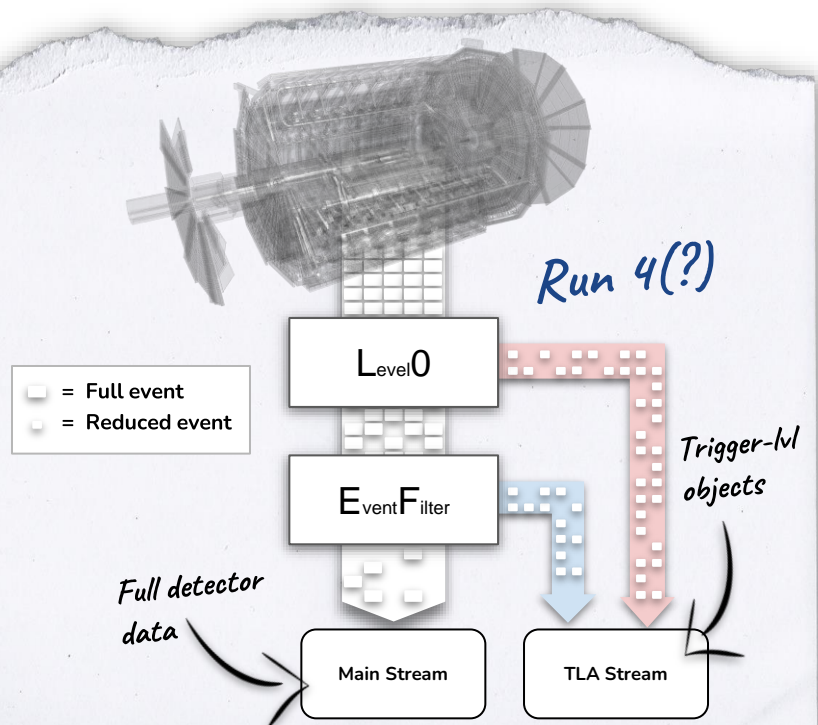 Run 4(?)
Level0
= Full event
= Reduced event
Trigger-lvl
objects
EventFilter
Full detector
data
Main Stream
TLA Stream